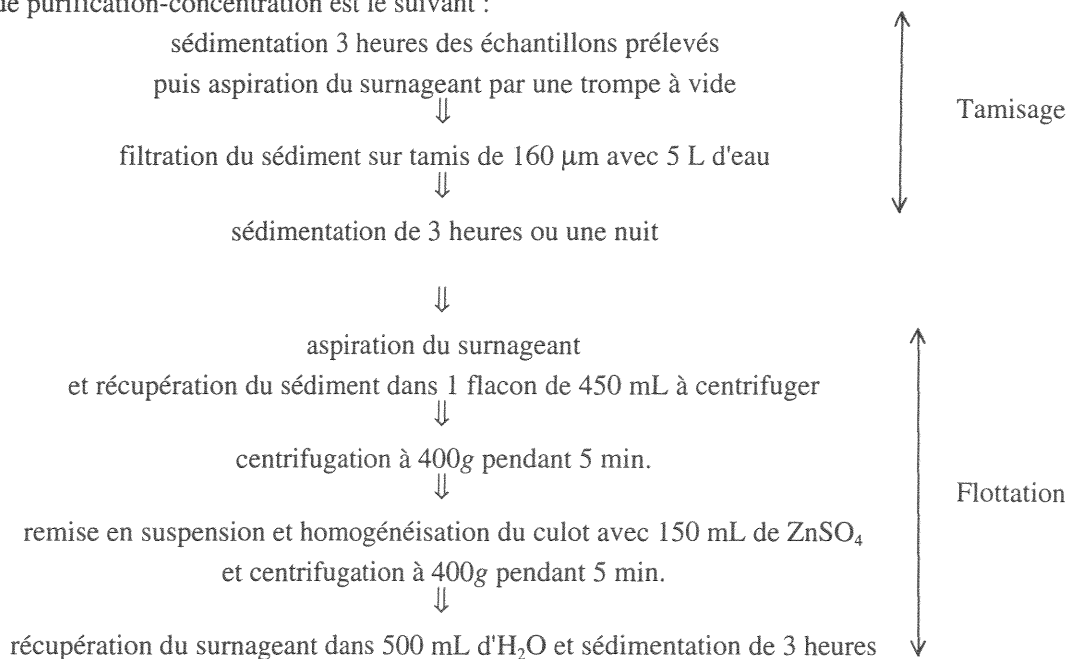 de purification-concentration est le suivant :
sédimentation 3 heures des échantillons prélevés
puis aspiration du surnageant par une trompe à vide
⇓
Tamisage
filtration du sédiment sur tamis de 160 µm avec 5 L d'eau
⇓
sédimentation de 3 heures ou une nuit
⇓
aspiration du surnageant
et récupération du sédiment dans 1 flacon de 450 mL à centrifuger
⇓
centrifugation à 400g pendant 5 min.
⇓
Flottation
remise en suspension et homogénéisation du culot avec 150 mL de ZnSO₄
et centrifugation à 400g pendant 5 min.
⇓
récupération du surnageant dans 500 mL d'H₂O et sédimentation de 3 heures